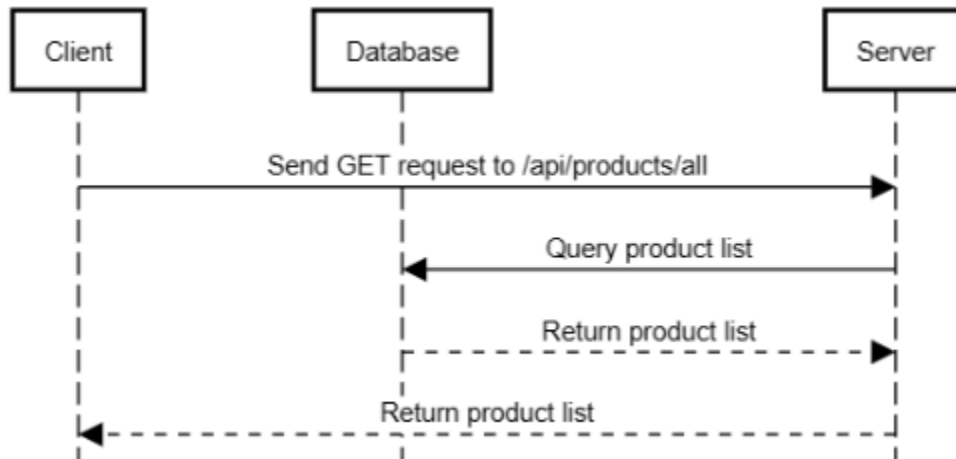 Client
Database
Server
Send GET request to /api/products/all
Query product list
Return product list
Return product list